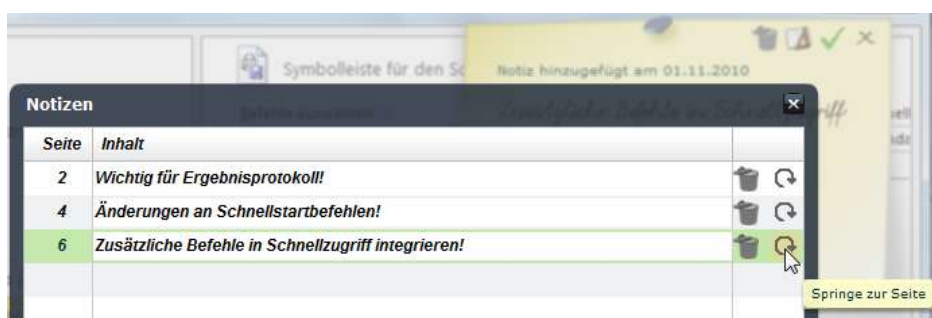 Symbolleiste für den Sc
Notiz hinzugefügt am 01.11.2010
Notizen
Seite Inhalt
2 Wichtig für Ergebnisprotokoll!
4 Änderungen an Schnellstartbefehlen!
6 Zusätzliche Befehle in Schnellzugriff integrieren!
Springe zur Seite